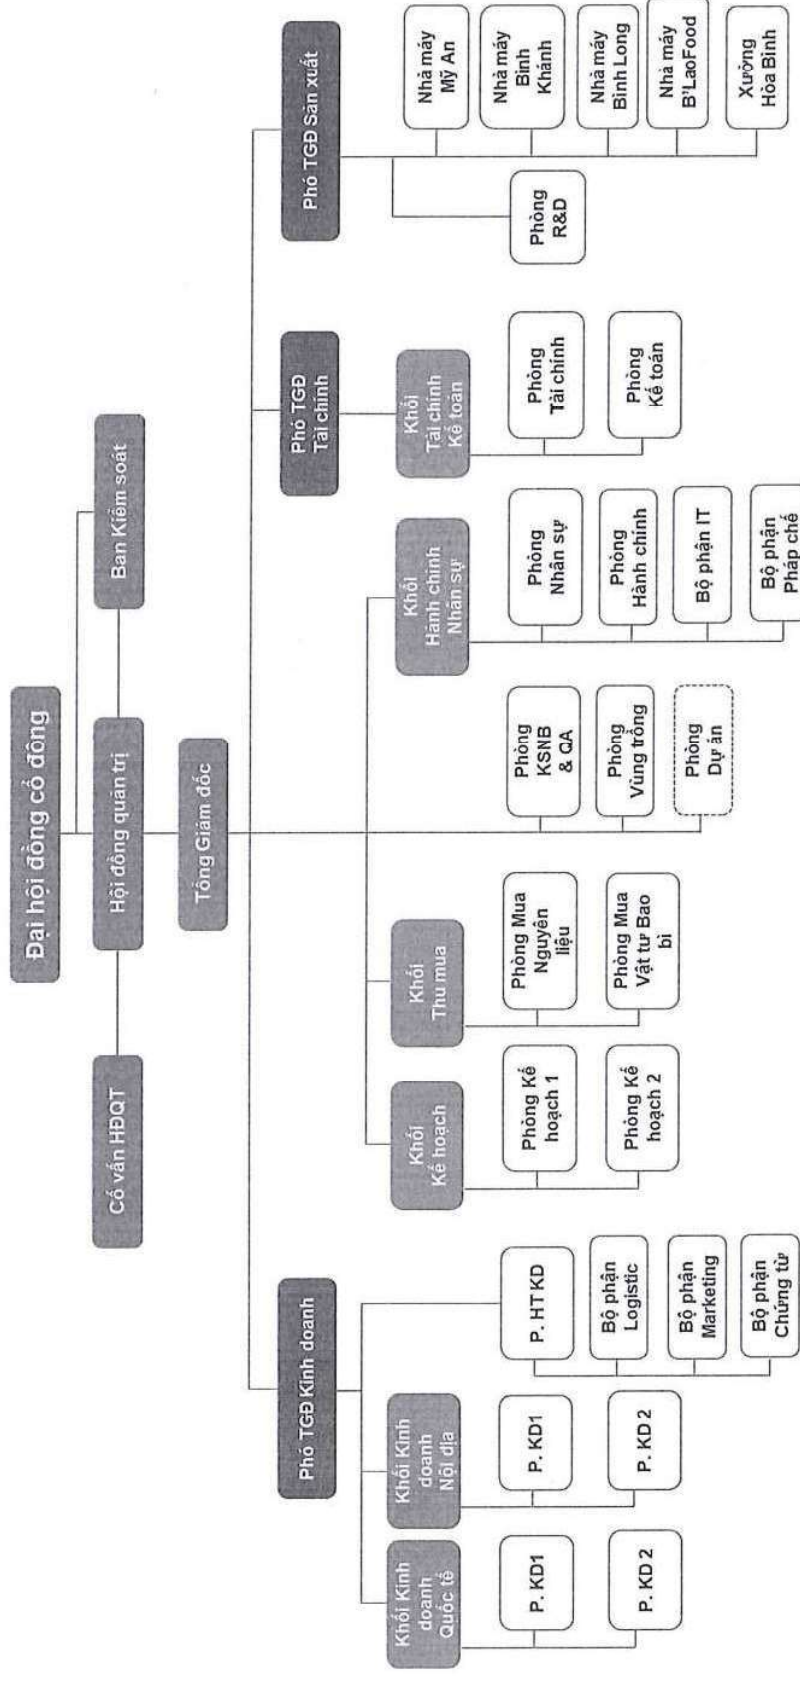 Đại hội đồng cổ đông
Cố vấn HĐQT
Hội đồng quản trị
Ban Kiểm soát
Tổng Giám đốc
Phó TGĐ Kinh doanh
Phó TGĐ
Tài chính
Phó TGĐ Sản xuất
Khối Kinh
doanh
Quốc tế
Khối Kinh
doanh
Nội địa
Khối
Kế hoạch
Khối
Thu mua
Khối
Hành chính
Nhân sự
Khối
Tài chính
Kế toán
P. KD1
P. KD 2
P. KD1
P. KD 2
P. HTKD
Bộ phận
Logistic
Bộ phận
Marketing
Bộ phận
Chứng từ
Phòng Kế
hoạch 1
Phòng Kế
hoạch 2
Phòng Mua
Nguyên
liệu
Phòng Mua
Vật tư Bao
bì
Phòng
KSNB
& QA
Phòng
Vùng trồng
Phòng
Dự án
Phòng
Nhân sự
Phòng
Hành chính
Bộ phận IT
Bộ phận
Pháp chế
Phòng
Tài chính
Phòng
Kế toán
Phòng
R&D
Nhà máy
Mỹ An
Nhà máy
Bình
Khánh
Nhà máy
Bình Long
Nhà máy
B'LaoFood
Xưởng
Hòa Bình